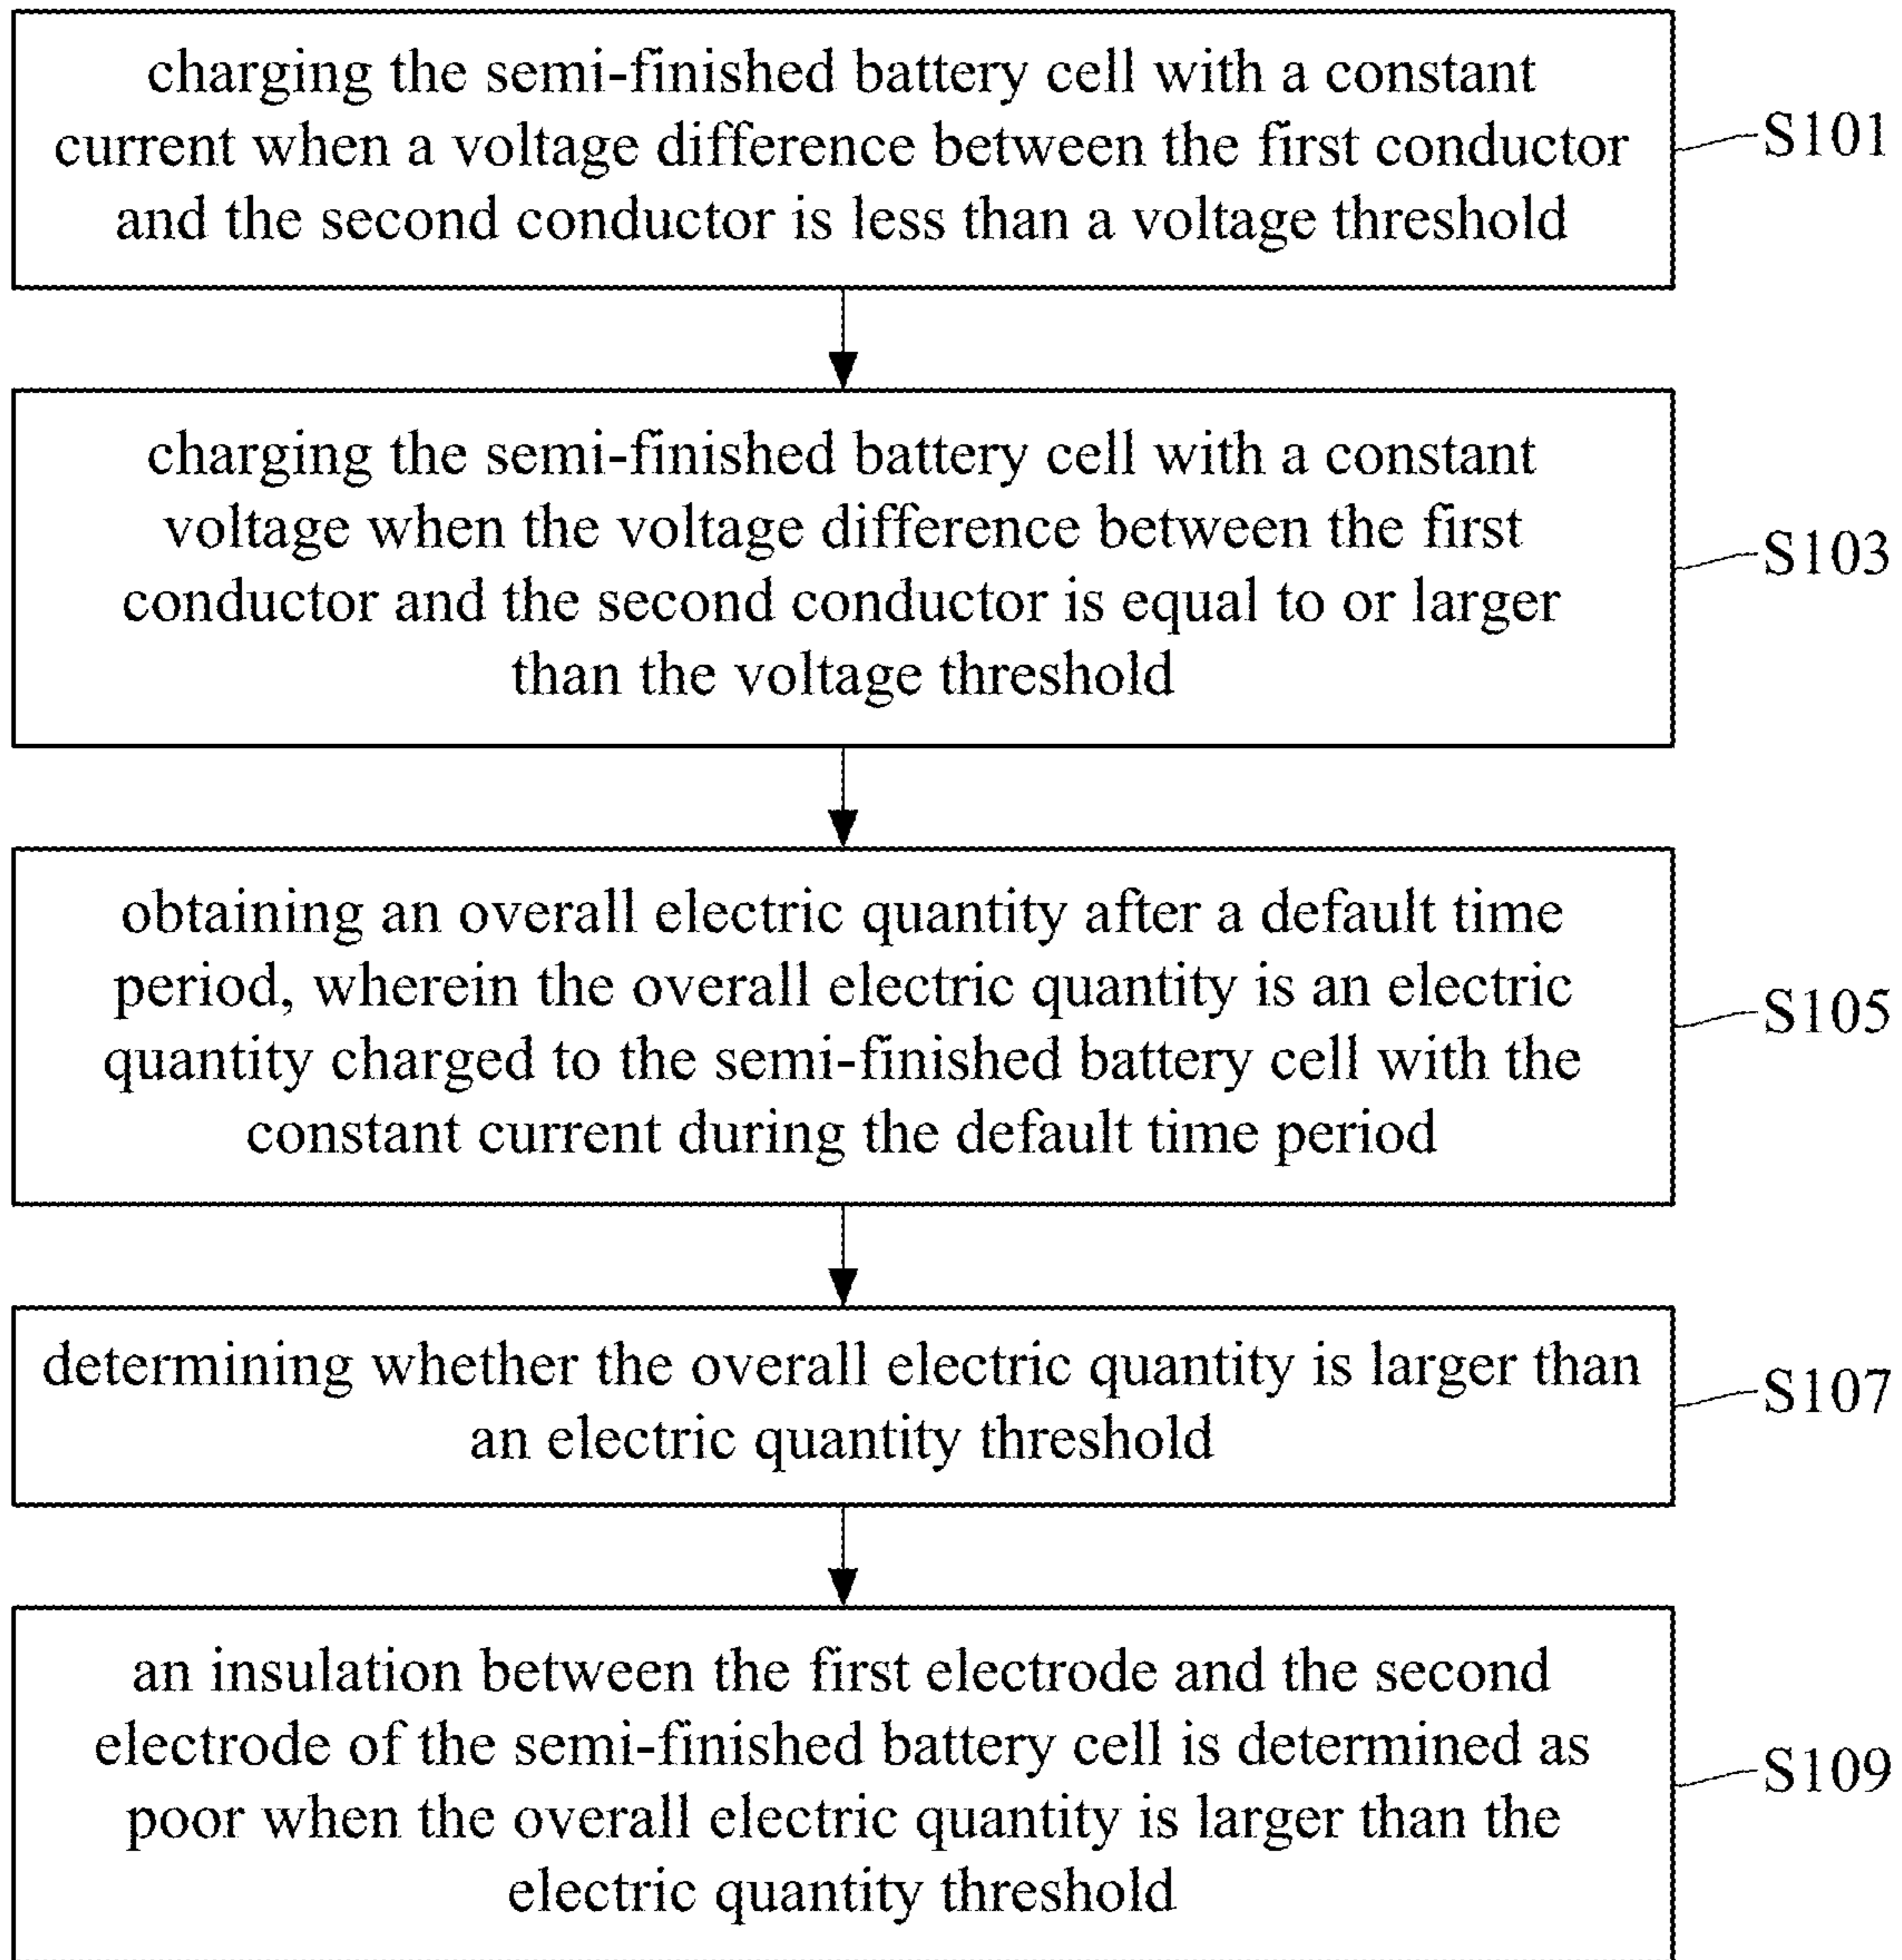 charging the semi-finished battery cell with a constant
current when a voltage difference between the first conductor
and the second conductor is less than a voltage threshold
S101
charging the semi-finished battery cell with a constant
voltage when the voltage difference between the first
conductor and the second conductor is equal to or larger
than the voltage threshold
S103
obtaining an overall electric quantity after a default time
period, wherein the overall electric quantity is an electric
quantity charged to the semi-finished battery cell with the
constant current during the default time period
S105
determining whether the overall electric quantity is larger than
an electric quantity threshold
S107
an insulation between the first electrode and the second
electrode of the semi-finished battery cell is determined as
poor when the overall electric quantity is larger than the
electric quantity threshold
S109